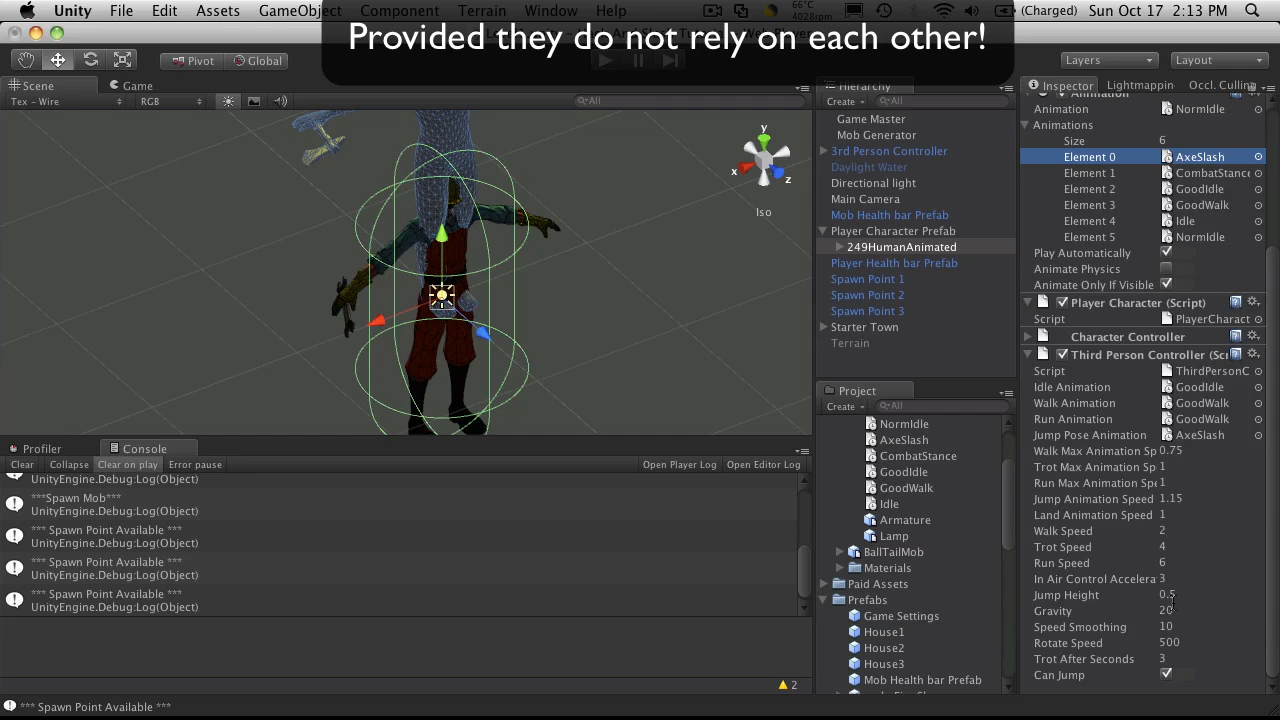 Unity File Edit Assets GameObject Component Terrain Window Help 66°C 4028rpm (Charged) Sun Oct 17 2:13 PM
Provided they do not rely on each other!
Pivot Global Layers Layout
Scene Game
Tex - Wire RGB All
y
x
z
Iso
Hierarchy
Create All
Game Master
Mob Generator
3rd Person Controller
Daylight Water
Directional light
Main Camera
Mob Health bar Prefab
Player Character Prefab
249HumanAnimated
Player Health bar Prefab
Spawn Point 1
Spawn Point 2
Spawn Point 3
Starter Town
Terrain
Project
Create All
NormIdle
AxeSlash
CombatStance
GoodIdle
GoodWalk
Idle
Armature
Lamp
BallTailMob
Materials
Paid Assets
Prefabs
Game Settings
House1
House2
House3
Mob Health bar Prefab
Inspector Lightmappin Occl. Culling
Animation
Animation NormIdle
Animations
Size 6
Element 0 AxeSlash
Element 1 CombatStance
Element 2 GoodIdle
Element 3 GoodWalk
Element 4 Idle
Element 5 NormIdle
Play Automatically
Animate Physics
Animate Only If Visible
Player Character (Script)
Script PlayerCharact
Character Controller
Third Person Controller (Scr
Script ThirdPersonC
Idle Animation GoodIdle
Walk Animation GoodWalk
Run Animation GoodWalk
Jump Pose Animation AxeSlash
Walk Max Animation Sp 0.75
Trot Max Animation Sp 1
Run Max Animation Spe 1
Jump Animation Speed 1.15
Land Animation Speed 1
Walk Speed 2
Trot Speed 4
Run Speed 6
In Air Control Accelera 3
Jump Height 0.5
Gravity 20
Speed Smoothing 10
Rotate Speed 500
Trot After Seconds 3
Can Jump
Profiler Console
Clear Collapse Clear on play Error pause Open Player Log Open Editor Log
UnityEngine.Debug:Log(Object)
***Spawn Mob***
UnityEngine.Debug:Log(Object)
*** Spawn Point Available ***
UnityEngine.Debug:Log(Object)
*** Spawn Point Available ***
UnityEngine.Debug:Log(Object)
*** Spawn Point Available ***
UnityEngine.Debug:Log(Object)
2
*** Spawn Point Available ***